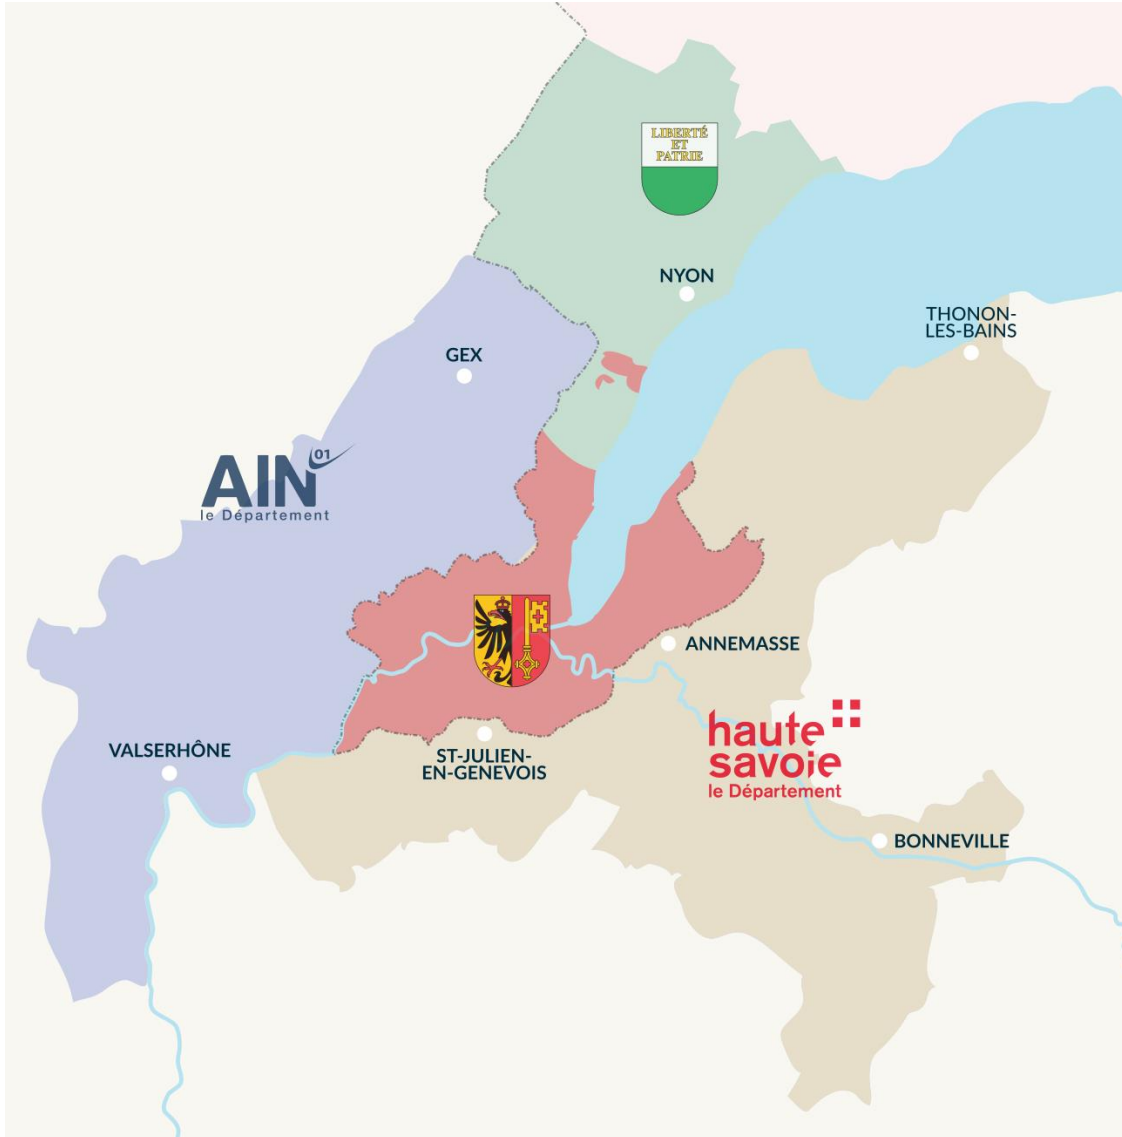 LIBERTÉ
ET
PATRIE
NYON
THONON-
LES-BAINS
GEX
AIN 01
le Département
ANNEMASSE
haute
savoie
le Département
VALSERHÔNE
ST-JULIEN-
EN-GENEVOIS
BONNEVILLE